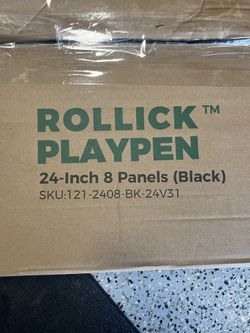 ROLLICK™
PLAYPEN
24-Inch 8 Panels (Black)
SKU:121-2408-BK-24V31